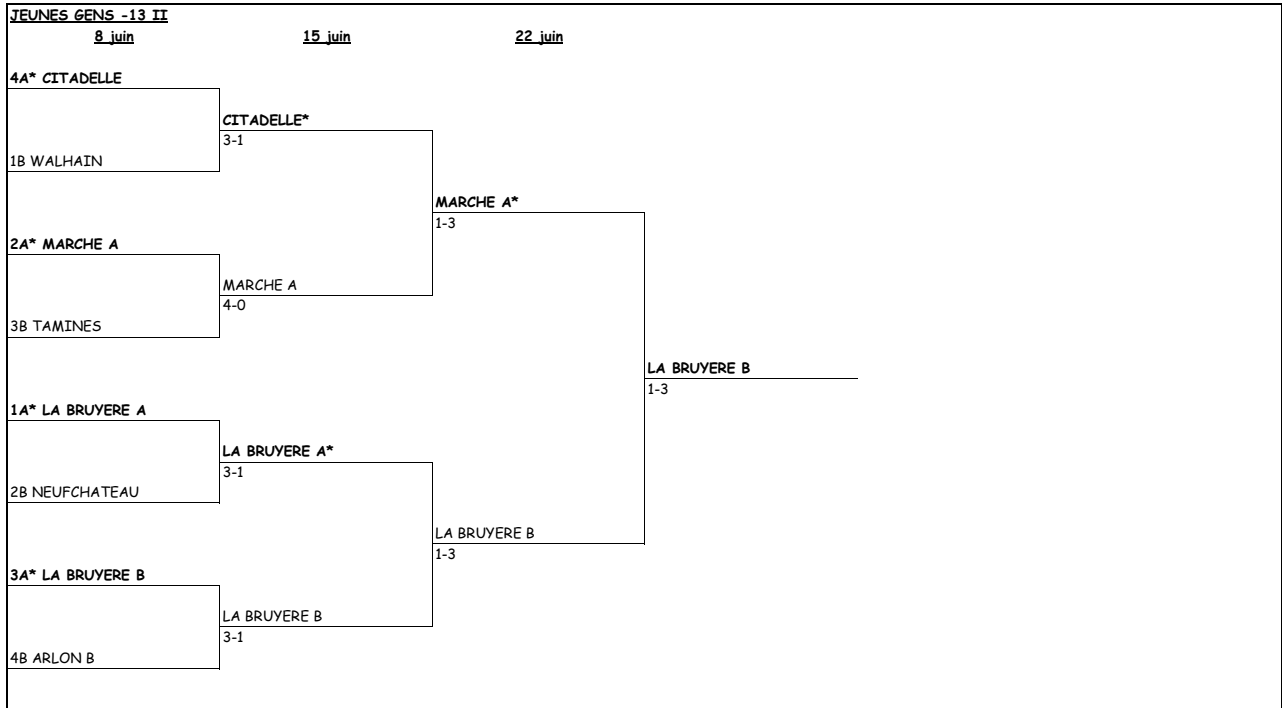 JEUNES GENS -13 II
8 juin 15 juin 22 juin
4A* CITADELLE
CITADELLE*
3-1
1B WALHAIN
MARCHE A*
1-3
2A* MARCHE A
MARCHE A
4-0
3B TAMINES
LA BRUYERE B
1-3
1A* LA BRUYERE A
LA BRUYERE A*
3-1
2B NEUFCHATEAU
LA BRUYERE B
1-3
3A* LA BRUYERE B
LA BRUYERE B
3-1
4B ARLON B